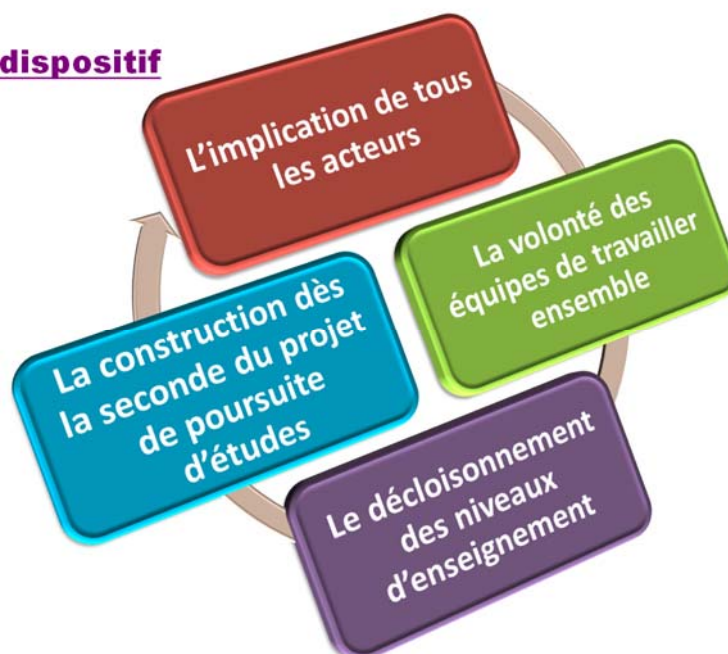 dispositif
L'implication de tous
les acteurs
La volonté des
équipes de travailler
ensemble
Le décloisonnement
des niveaux
d'enseignement
La construction dès
la seconde du projet
de poursuite
d'études